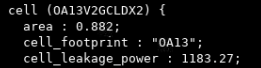 cell (OA13V2GCLDX2) {
area : 0.882;
cell_footprint : "OA13";
cell_leakage_power : 1183.27;